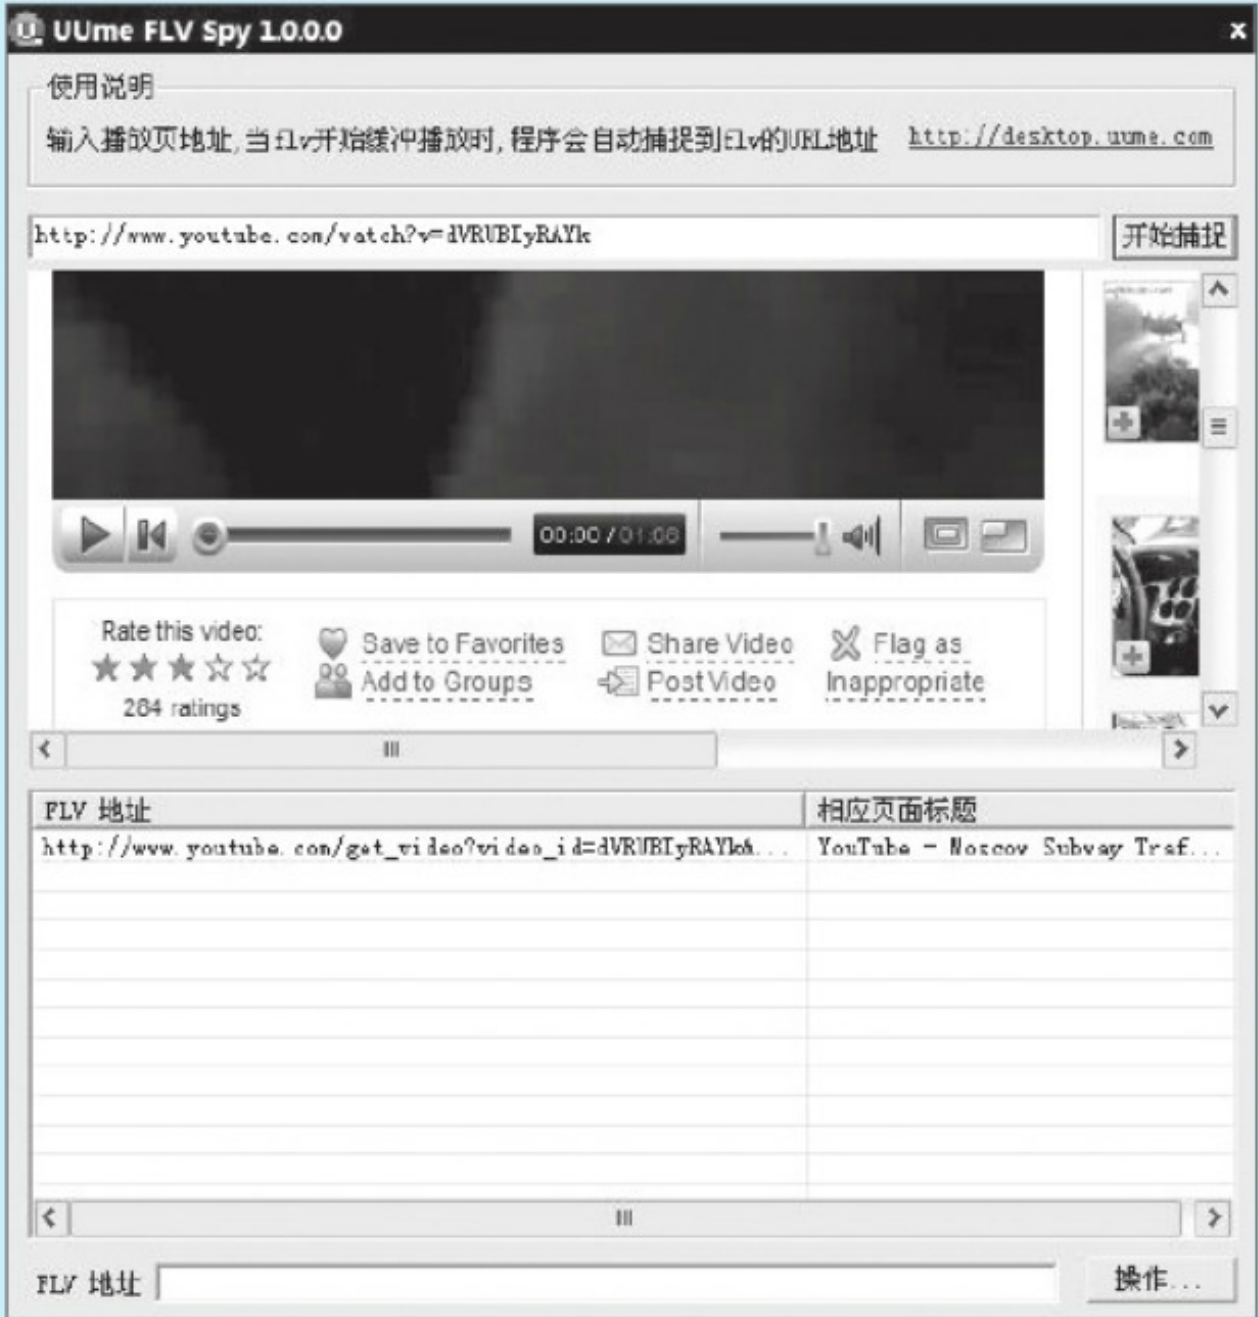 UUme FLV Spy 1.0.0.0
使用说明
输入播放页地址,当flv开始缓冲播放时,程序会自动捕捉到flv的URL地址 http://desktop.uume.com
http://www.youtube.com/watch?v=dVRUBIyRAYk 开始捕捉
00:00 / 01:06
Rate this video:
284 ratings
Save to Favorites
Share Video
Flag as
Add to Groups
Post Video
Inappropriate
FLV 地址 相应页面标题
http://www.youtube.com/get_video?video_id=dVRUBIyRAYk&... YouTube - Moscow Subway Traf...
FLV 地址 操作...